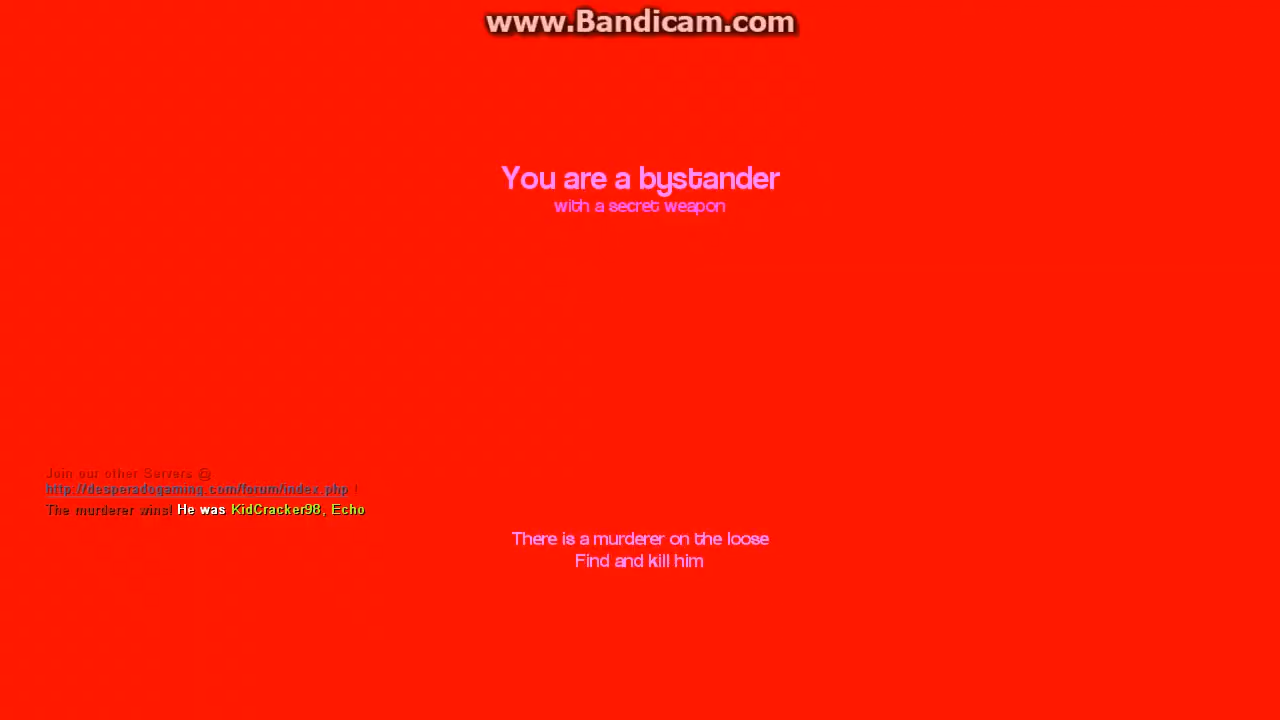 www.Bandicam.com
You are a bystander
with a secret weapon
Join our other Servers @
http://desperadogaming.com/forum/index.php !
The murderer wins! He was KidCracker98, Echo
There is a murderer on the loose
Find and kill him